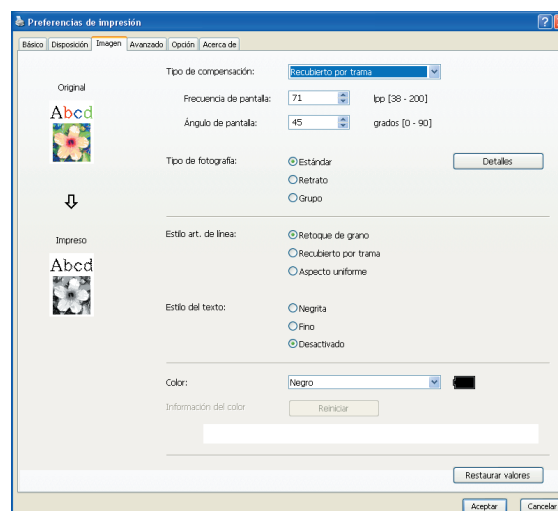 Preferencias de impresión
Básico Disposición Imagen Avanzado Opción Acerca de
Original
Abcd
Impreso
Abcd
Tipo de compensación: Recubierto por trama
Frecuencia de pantalla: 71 lpp [38 - 200]
Ángulo de pantalla: 45 grados [0 - 90]
Tipo de fotografía: Estándar Detalles
Retrato
Grupo
Estilo art. de línea: Retoque de grano
Recubierto por trama
Aspecto uniforme
Estilo del texto: Negrita
Fino
Desactivado
Color: Negro
Información del color Reiniciar
Restaurar valores
Aceptar Cancelar